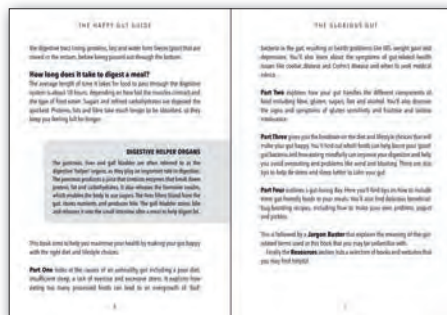 THE HAPPY GUT GUIDE
the digestive tract lining, proteins, fats and water form faeces (poo) that are
stored in the rectum, before being passed out through the bottom.
How long does it take to digest a meal?
The average length of time it takes for food to pass through the digestive
system is about 18 hours, depending on how fast the muscles contract and
the type of food eaten. Sugars and refined carbohydrates are digested the
quickest. Proteins, fats and fibre take much longer to be absorbed, so they
keep you feeling full for longer.
DIGESTIVE HELPER ORGANS
The pancreas, liver and gall bladder are often referred to as the
digestive 'helper' organs, as they play an important role in digestion.
The pancreas produces a juice that contains enzymes that break down
protein, fat and carbohydrates. It also releases the hormone insulin,
which enables the body to use sugars. The liver filters blood from the
gut, stores nutrients and produces bile. The gall bladder stores bile
and releases it into the small intestine after a meal to help digest fat.
This book aims to help you maximise your health by making your gut happy
with the right diet and lifestyle choices.
Part One looks at the causes of an unhealthy gut including a poor diet,
insufficient sleep, a lack of exercise and excessive stress. It explains how
eating too many processed foods can lead to an overgrowth of 'bad'
THE GLORIOUS GUT
bacteria in the gut, resulting in health problems like IBS, weight gain and
depression. You'll also learn about the symptoms of gut-related health
issues like coeliac disease and Crohn's disease and when to seek medical
advice.
Part Two explores how your gut handles the different components of
food including fibre, gluten, sugars, fats and alcohol. You'll also discover
the signs and symptoms of gluten sensitivity and fructose and lactose
intolerance.
Part Three gives you the lowdown on the diet and lifestyle choices that will
make your gut happy. You'll find out which foods can help boost your 'good'
gut bacteria and how eating mindfully can improve your digestion and help
you avoid overeating and problems like wind and bloating. There are also
tips to help de-stress and sleep better to calm your gut.
Part Four outlines a gut-loving diet. Here you'll find tips on how to include
more gut-friendly foods in your meals. You'll also find delicious beneficial-
bug-boosting recipes, including how to make your own probiotic yogurt
and pickles.
This is followed by a Jargon Buster that explains the meaning of the gut-
related terms used in this book that you may be unfamiliar with.
Finally the Resources section lists a selection of books and websites that
you may find helpful.